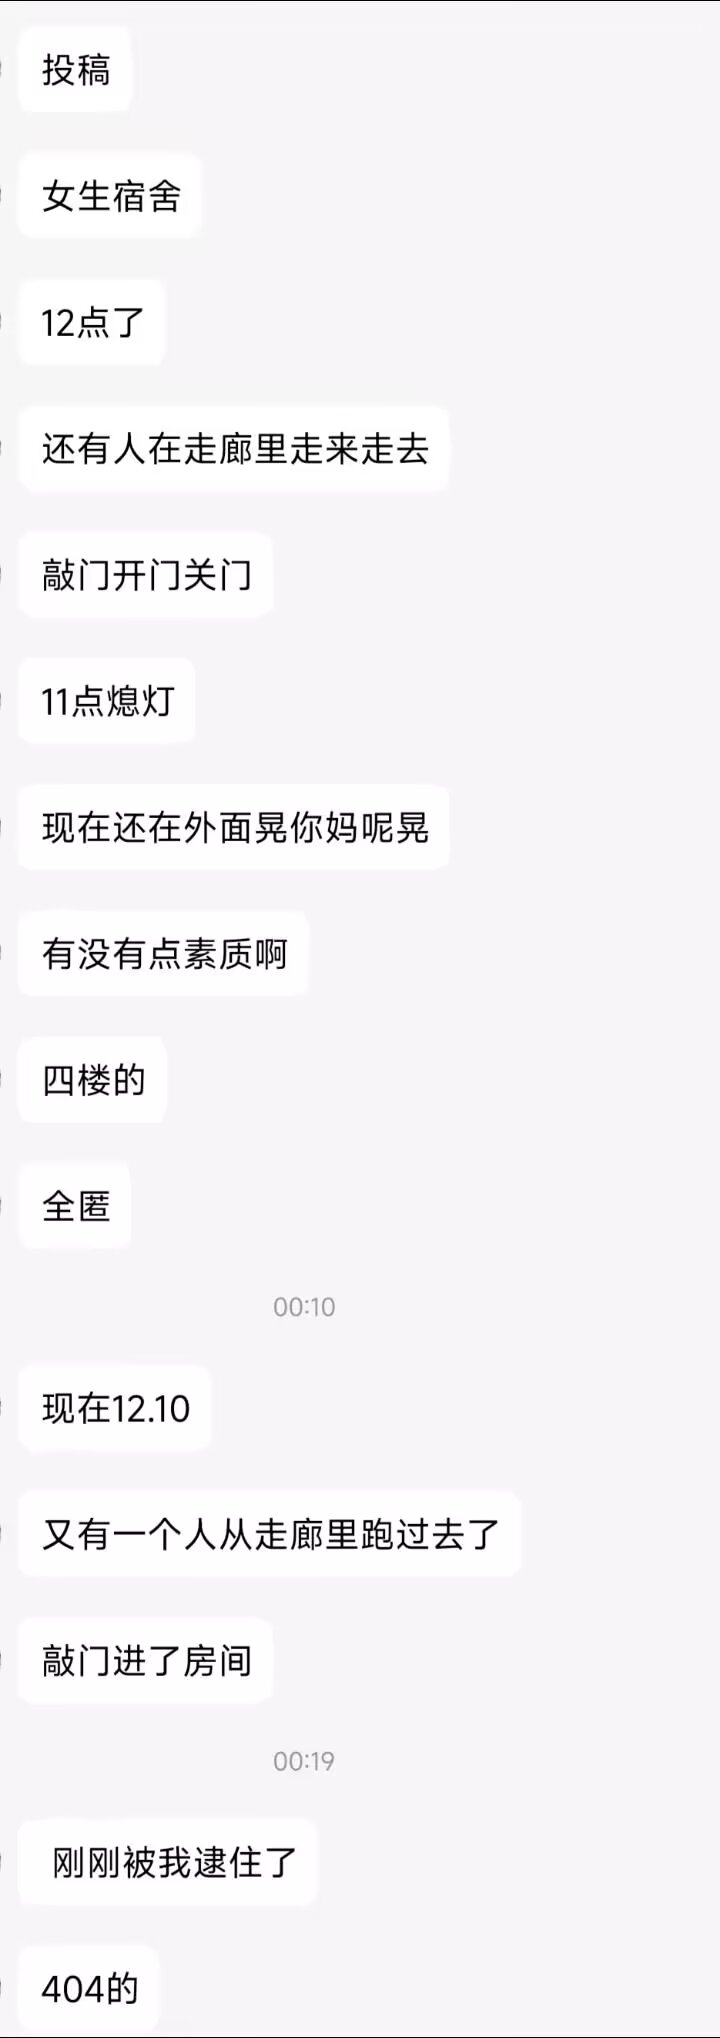 投稿
女生宿舍
12点了
还有人在走廊里走来走去
敲门开门关门
11点熄灯
现在还在外面晃你妈呢晃
有没有点素质啊
四楼的
全匿
00:10
现在12.10
又有一个人从走廊里跑过去了
敲门进了房间
00:19
刚刚被我逮住了
404的